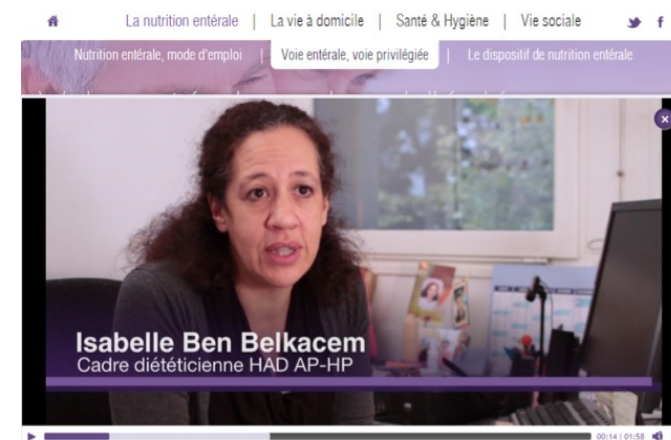 La nutrition entérale | La vie à domicile | Santé & Hygiène | Vie sociale
Nutrition entérale, mode d'emploi | Voie entérale, voie privilégiée | Le dispositif de nutrition entérale
Isabelle Ben Belkacem
Cadre diététicienne HAD AP-HP
00:14 | 01:58